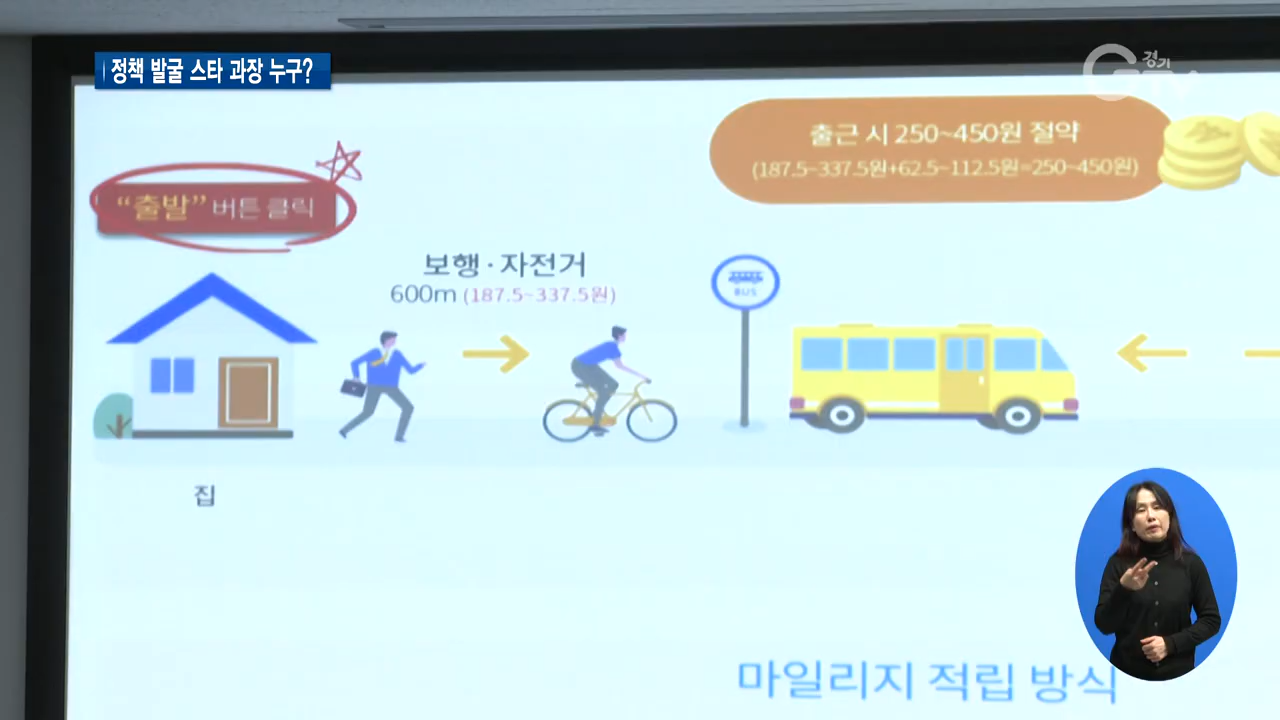 정책 발굴 스타 과장 누구?
경기
GTV
출근 시 250~450원 절약
(187.5~337.5원+62.5~112.5원=250~450원)
“출발” 버튼 클릭
보행·자전거
600m (187.5~337.5원)
BUS
집
마일리지 적립 방식